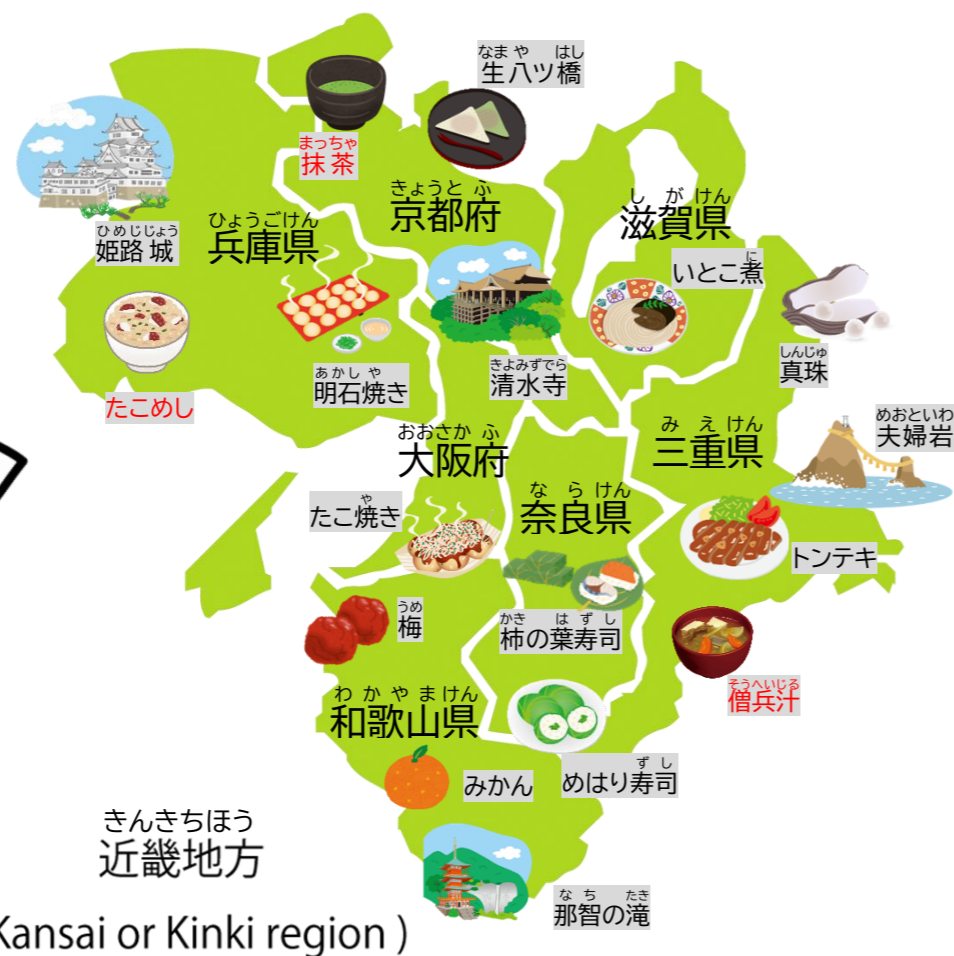 なまや はし
生八ツ橋
まっちゃ
抹茶
きょうと ふ
京都府
し が けん
滋賀県
ひょうごけん
兵庫県
ひめじじょう
姫路城
に
いとこ煮
しんじゅ
真珠
きよみずでら
清水寺
あかし や
明石焼き
たこめし
めおといわ
夫婦岩
み え けん
三重県
おおさか ふ
大阪府
な ら けん
奈良県
や
たこ焼き
トンテキ
うめ
梅
かき は ずし
柿の葉寿司
そうへいじる
僧兵汁
わかやまけん
和歌山県
みかん
ずし
めはり寿司
きんきちほう
近畿地方
な ち たき
那智の滝
Kansai or Kinki region )